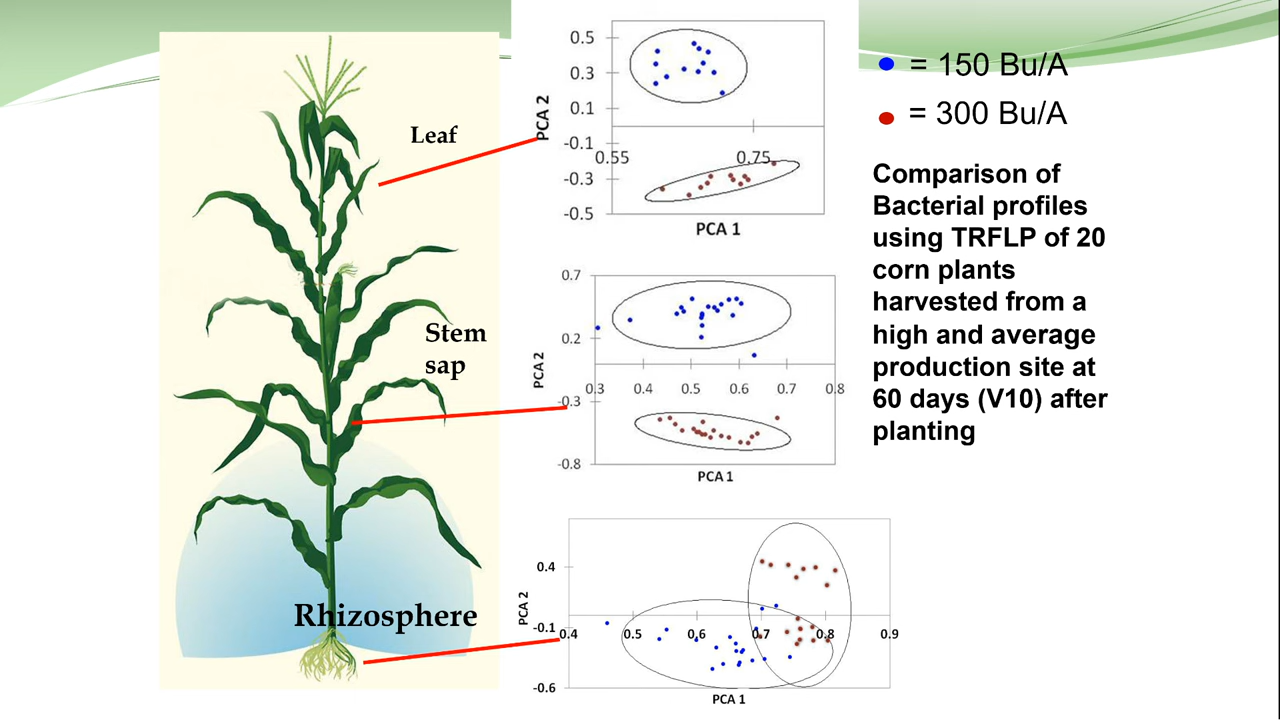 Leaf
Stem
sap
Rhizosphere
0.5
0.3
0.1
-0.1
-0.3
-0.5
0.55
0.75
PCA 2
PCA 1
0.7
0.2
-0.3
-0.8
0.3 0.4 0.5 0.6 0.7 0.8
PCA 2
PCA 1
0.4
-0.1
-0.6
0.4 0.5 0.6 0.7 0.8 0.9
PCA 2
PCA 1
= 150 Bu/A
= 300 Bu/A
Comparison of
Bacterial profiles
using TRFLP of 20
corn plants
harvested from a
high and average
production site at
60 days (V10) after
planting